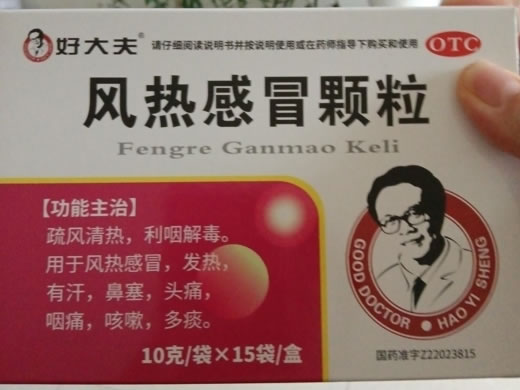 好大夫 请仔细阅读说明书并按说明使用或在药师指导下购买和使用 OTC
风热感冒颗粒
Fengre Ganmao Keli
【功能主治】
疏风清热，利咽解毒。
用于风热感冒，发热，
有汗，鼻塞，头痛，
咽痛，咳嗽，多痰。
GOOD DOCTOR · HAO YI SHENG
10克/袋×15袋/盒
国药准字Z22023815